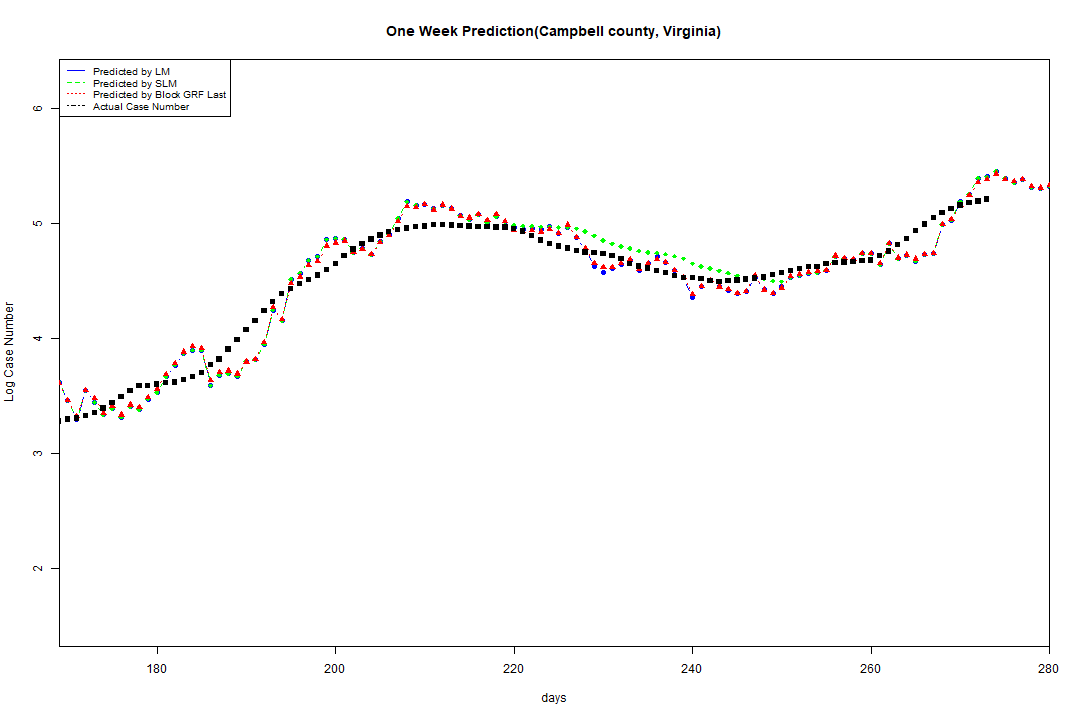 One Week Prediction(Campbell county, Virginia)
Predicted by LM
Predicted by SLM
Predicted by Block GRF Last
Actual Case Number
6
5
4
3
2
Log Case Number
180 200 220 240 260 280
days